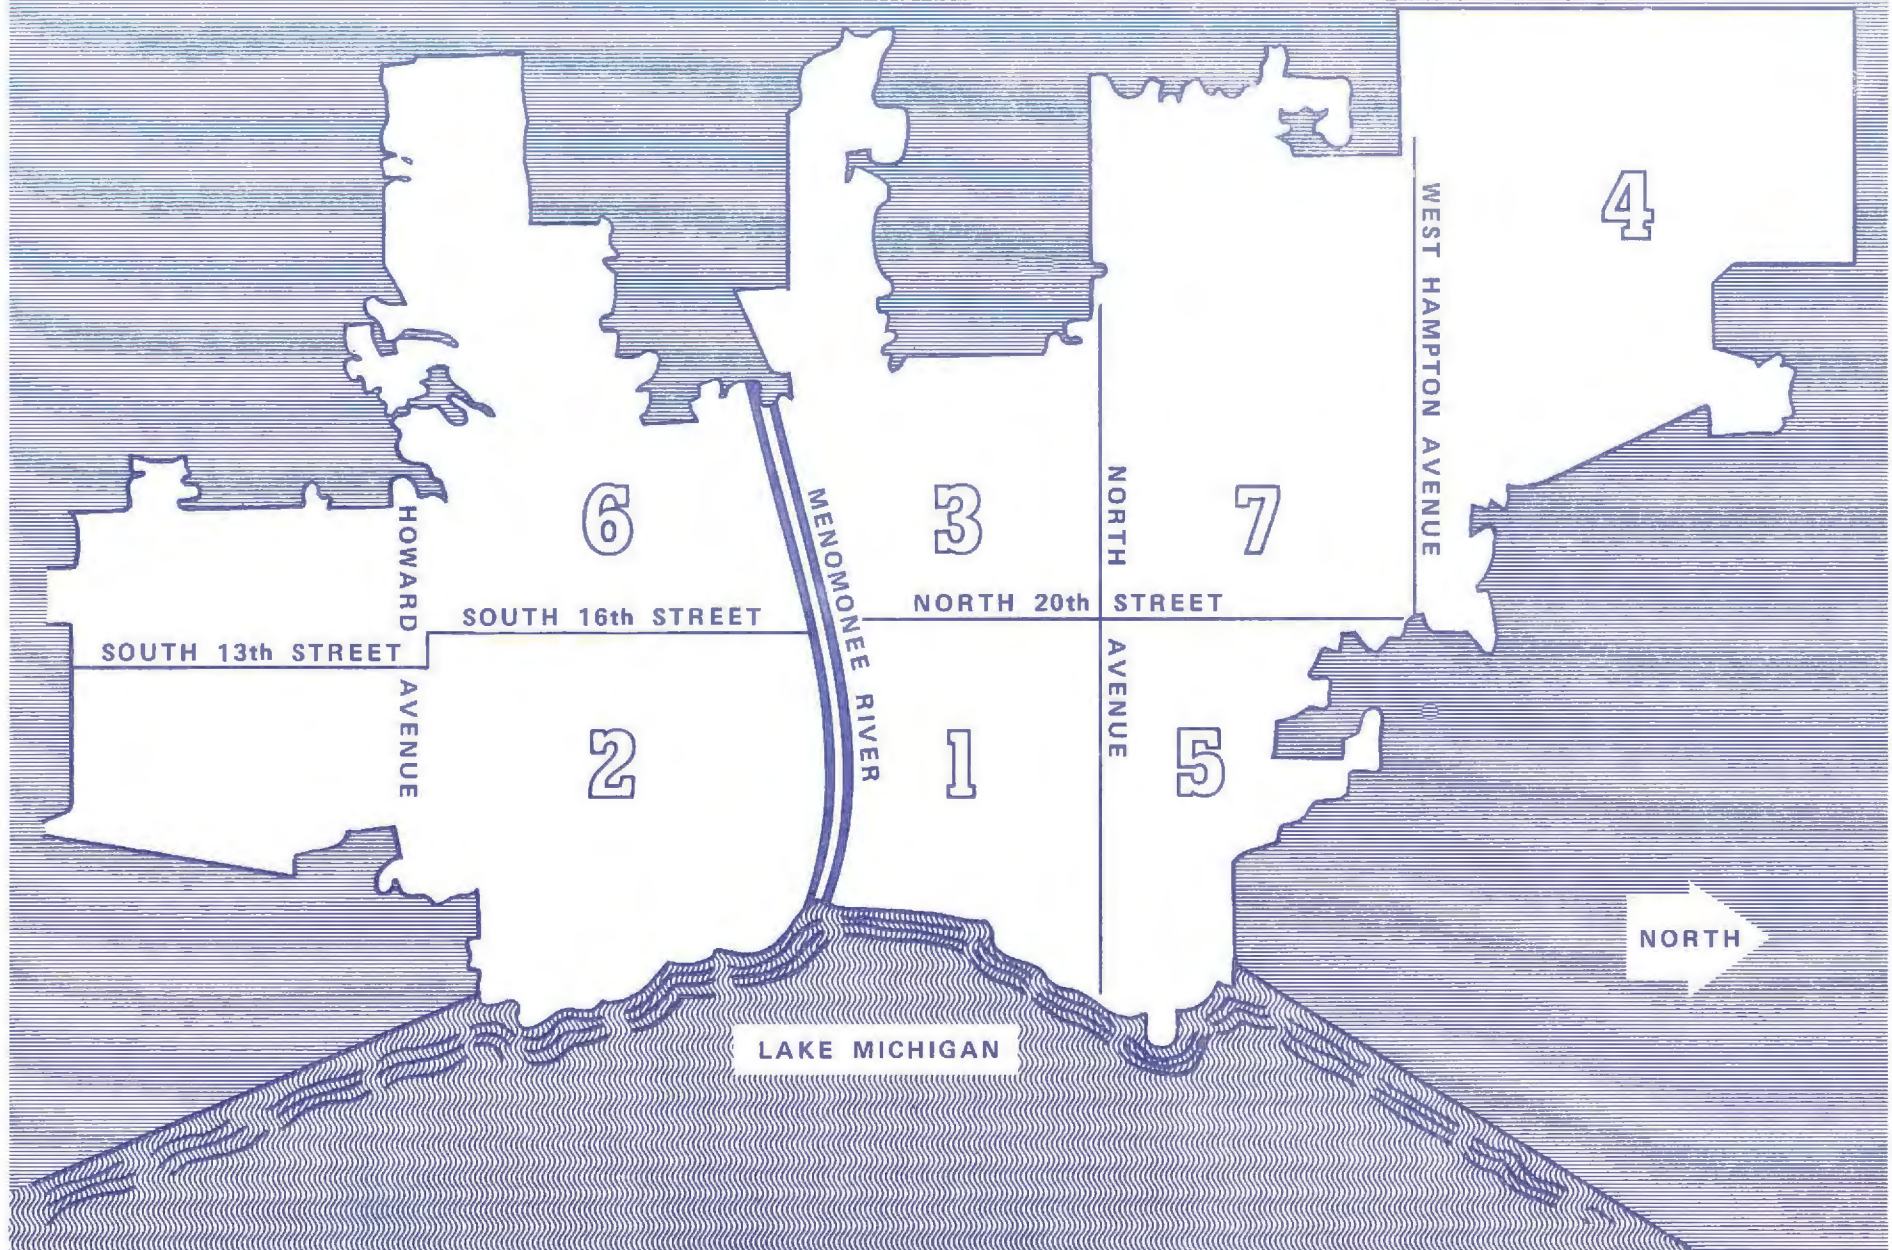 4
WEST HAMPTON AVENUE
6
3
7
HOWARD AVENUE
MENOMONEE RIVER
NORTH AVENUE
NORTH 20th STREET
SOUTH 16th STREET
SOUTH 13th STREET
2
1
5
NORTH
LAKE MICHIGAN